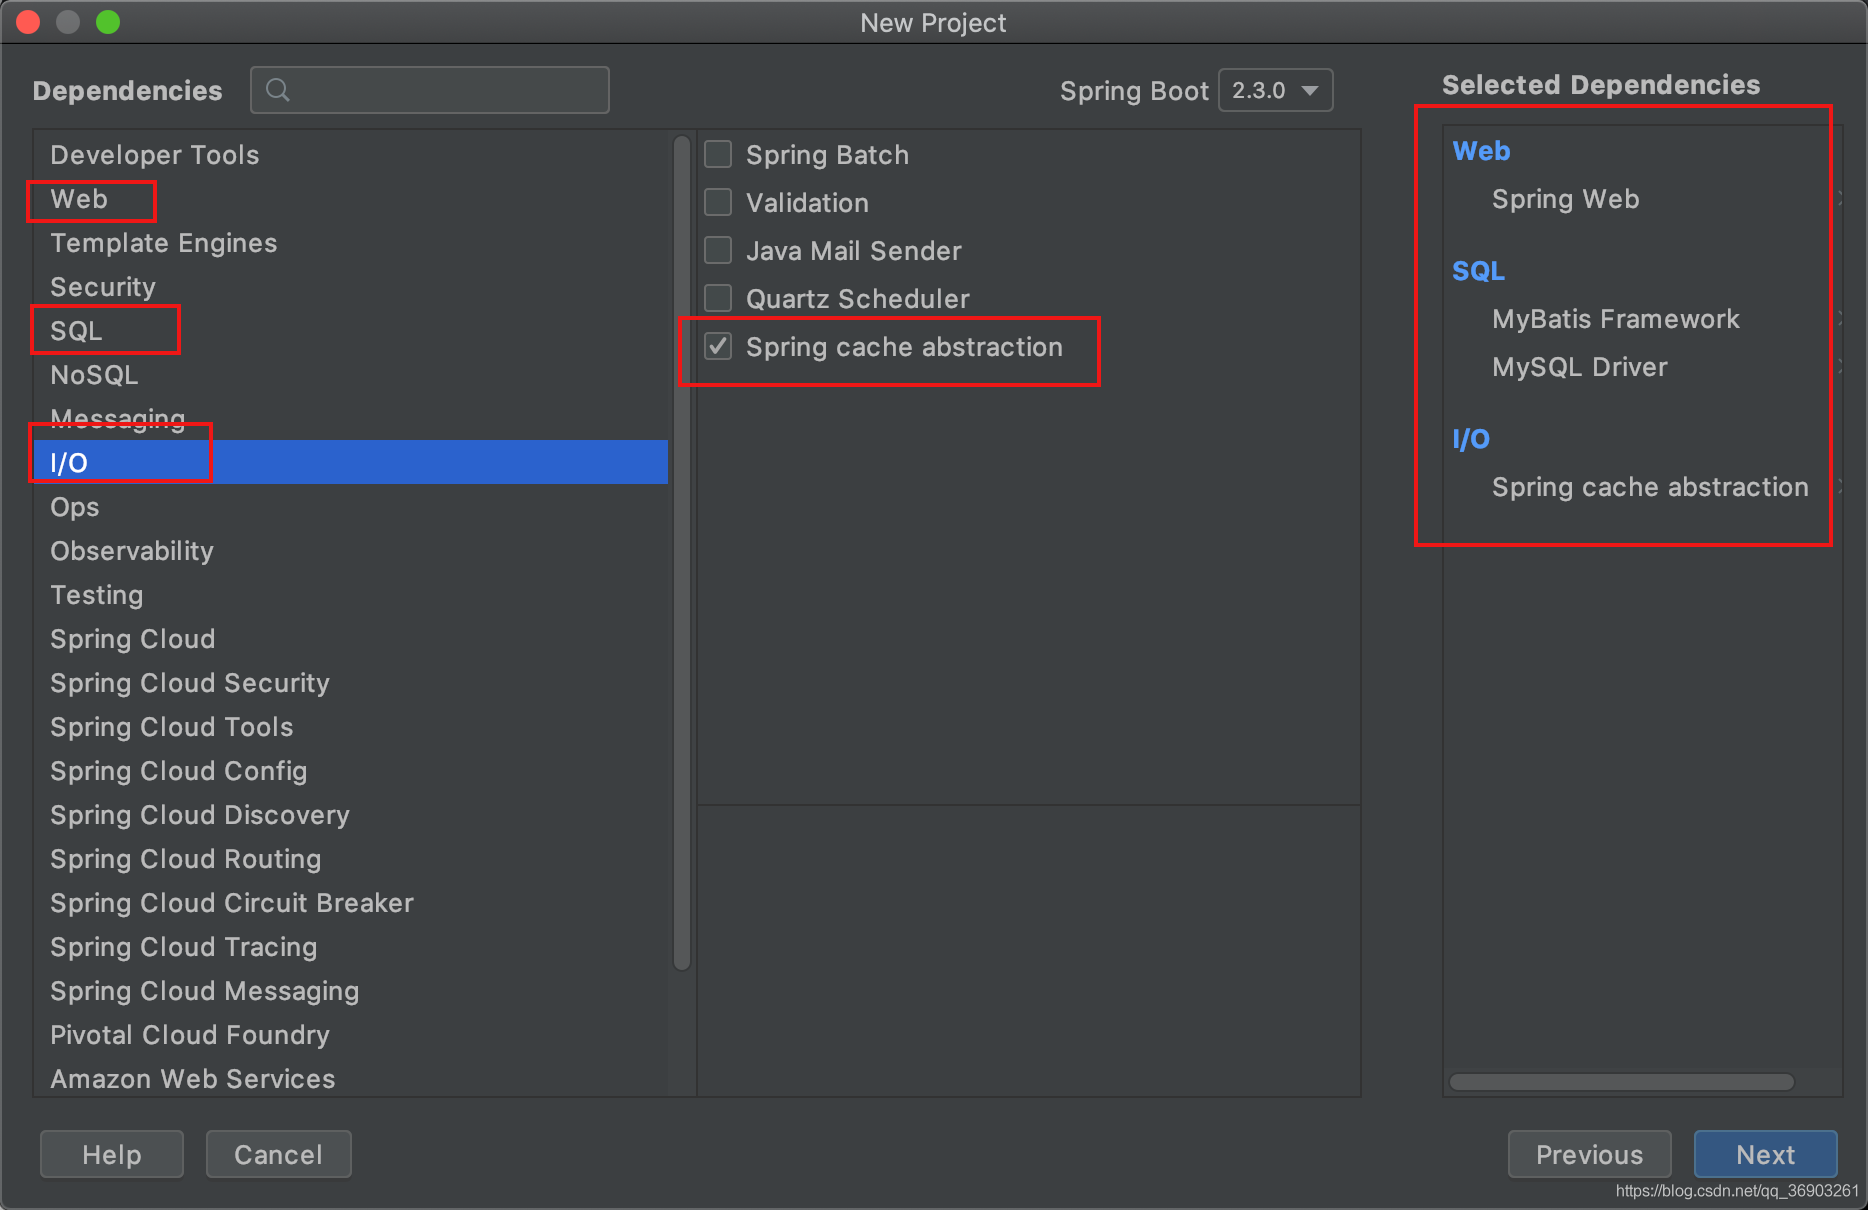 New Project
Dependencies
Spring Boot 2.3.0
Selected Dependencies
Developer Tools
Web
Template Engines
Security
SQL
NoSQL
Messaging
I/O
Ops
Observability
Testing
Spring Cloud
Spring Cloud Security
Spring Cloud Tools
Spring Cloud Config
Spring Cloud Discovery
Spring Cloud Routing
Spring Cloud Circuit Breaker
Spring Cloud Tracing
Spring Cloud Messaging
Pivotal Cloud Foundry
Amazon Web Services
Spring Batch
Validation
Java Mail Sender
Quartz Scheduler
Spring cache abstraction
Web
Spring Web
SQL
MyBatis Framework
MySQL Driver
I/O
Spring cache abstraction
Help
Cancel
Previous
Next
https://blog.csdn.net/qq_36903261